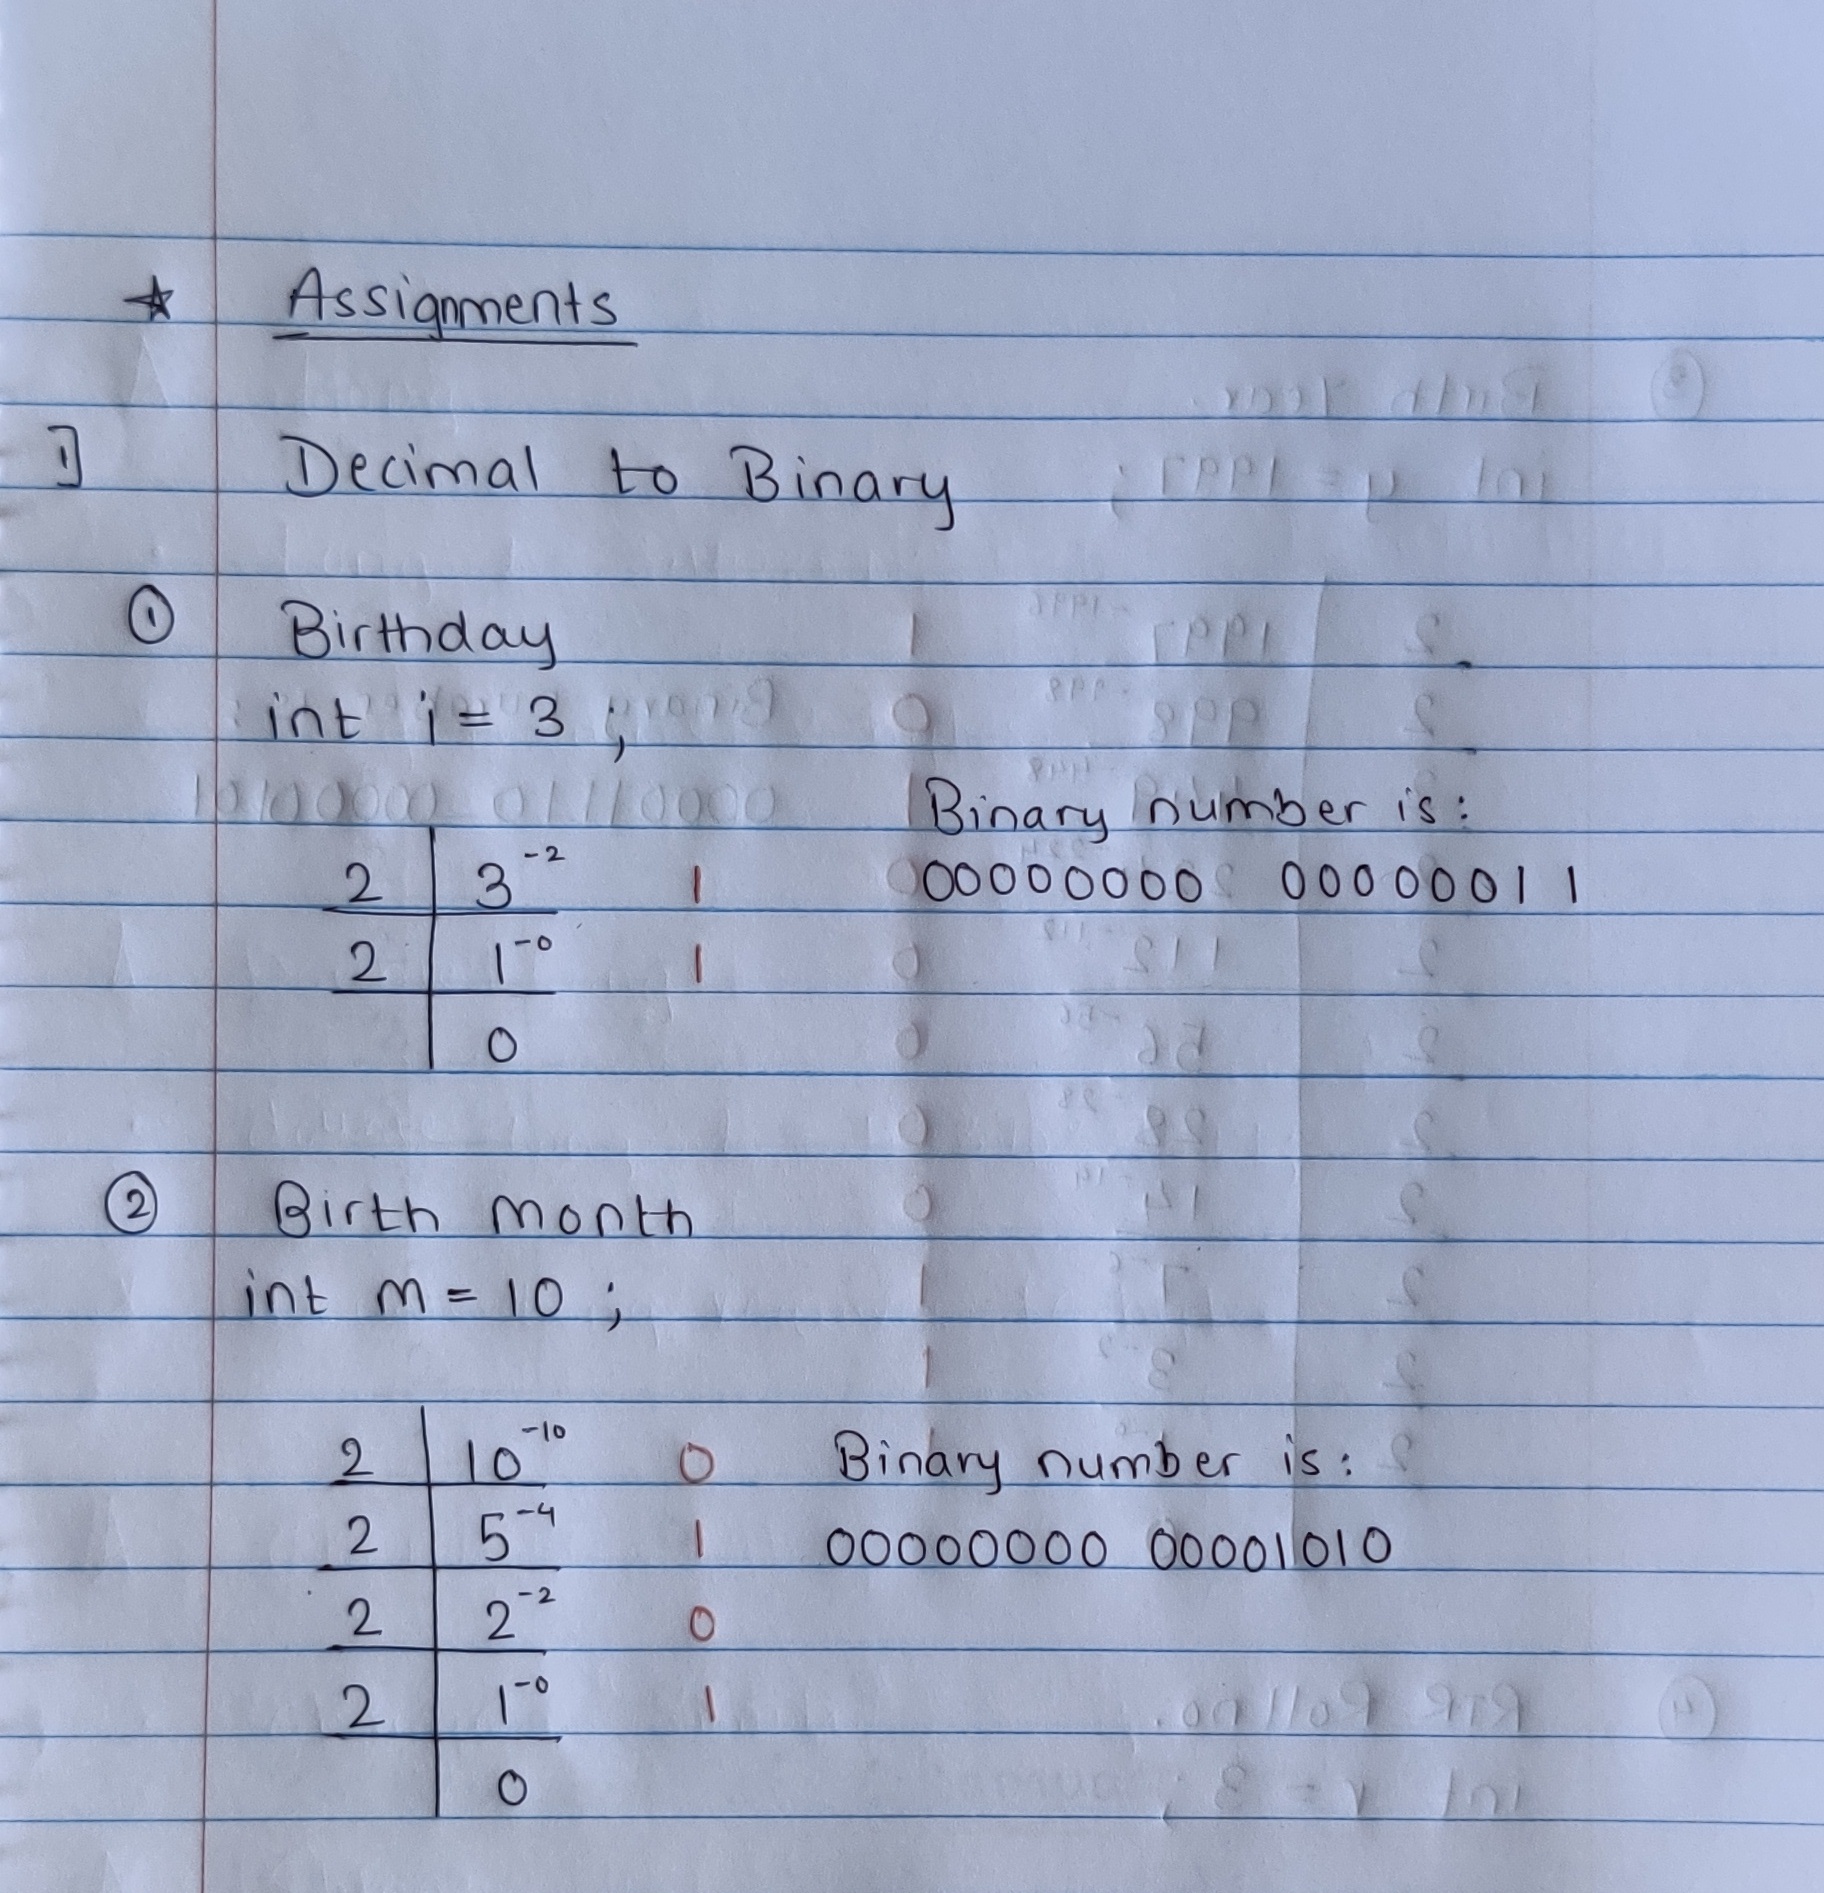 ★ Assignments
1] Decimal to Binary
① Birthday
int i = 3 ;
Binary number is:
2 3 -2 1 00000000 00000011
2 1 -0 1
0
② Birth month
int m = 10 ;
2 10 -10 0 Binary number is:
2 5 -4 1 00000000 00001010
2 2 -2 0
2 1 -0 1
0